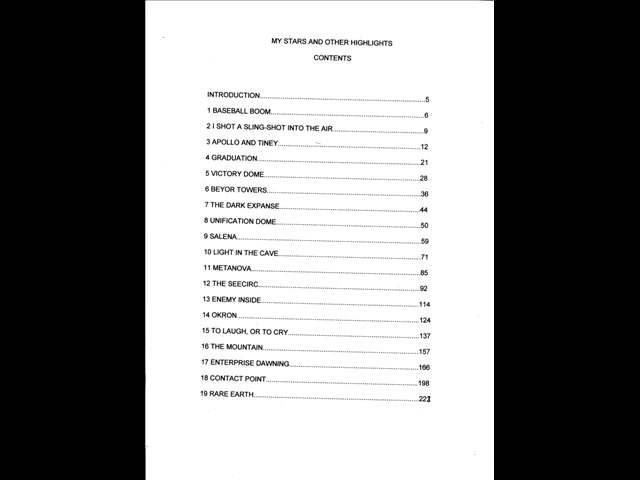 MY STARS AND OTHER HIGHLIGHTS
CONTENTS
INTRODUCTION....................5
1 BASEBALL BOOM....................6
2 I SHOT A SLING-SHOT INTO THE AIR....................9
3 APOLLO AND TINEY....................12
4 GRADUATION....................21
5 VICTORY DOME....................28
6 BEYOR TOWERS....................36
7 THE DARK EXPANSE....................44
8 UNIFICATION DOME....................50
9 SALENA....................59
10 LIGHT IN THE CAVE....................71
11 METANOVA....................85
12 THE SEECIRC....................92
13 ENEMY INSIDE....................114
14 OKRON....................124
15 TO LAUGH, OR TO CRY....................137
16 THE MOUNTAIN....................157
17 ENTERPRISE DAWNING....................166
18 CONTACT POINT....................198
19 RARE EARTH....................